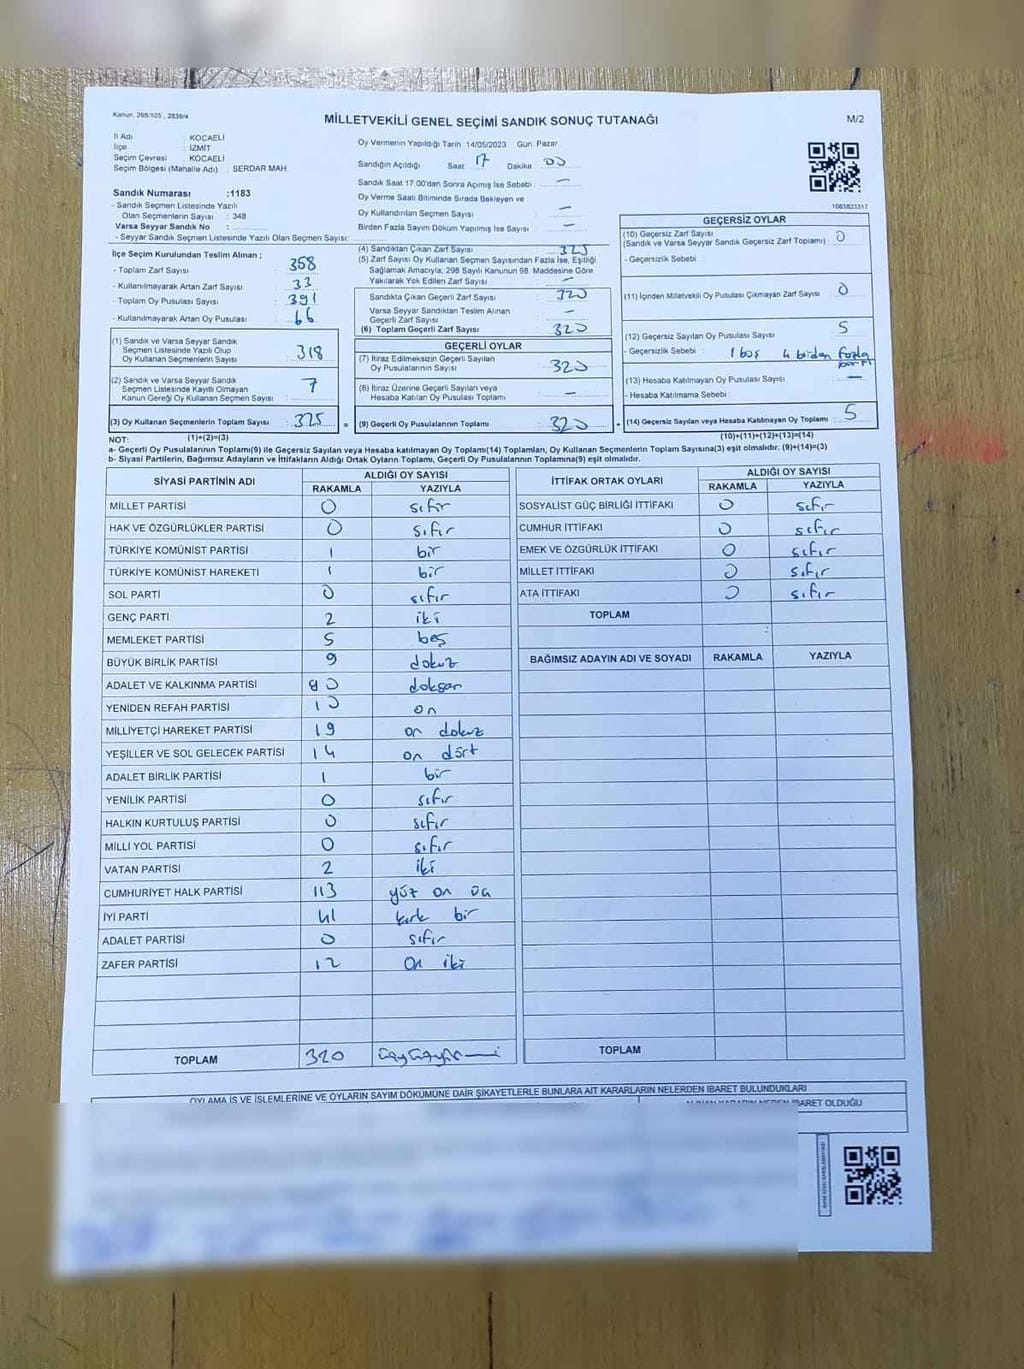 Kanun. 298/105 , 2839/4
MİLLETVEKİLİ GENEL SEÇİMİ SANDIK SONUÇ TUTANAĞI
M/2
İl Adı : KOCAELİ
İlçe : İZMİT
Seçim Çevresi : KOCAELİ
Seçim Bölgesi (Mahalle Adı) : SERDAR MAH
Sandık Numarası :1183
- Sandık Seçmen Listesinde Yazılı
Olan Seçmenlerin Sayısı : 348
Varsa Seyyar Sandık No :
- Seyyar Sandık Seçmen Listesinde Yazılı Olan Seçmen Sayısı:
Oy Vermenin Yapıldığı Tarih 14/05/2023 Gün Pazar
Sandığın Açıldığı Saat 17 Dakika 00
Sandık Saat 17:00'dan Sonra Açımış İse Sebebi : —
Oy Verme Saati Bitiminde Sırada Bekleyen ve
Oy Kullandırılan Seçmen Sayısı : —
Birden Fazla Sayım Döküm Yapılmış İse Sayısı : —
1083823317
İlçe Seçim Kurulundan Teslim Alınan ;
- Toplam Zarf Sayısı : 358
- Kullanılmayarak Artan Zarf Sayısı : 33
- Toplam Oy Pusulası Sayısı : 391
- Kullanılmayarak Artan Oy Pusulası : 66
(1) Sandık ve Varsa Seyyar Sandık
Seçmen Listesinde Yazılı Olup
Oy Kullanan Seçmenlerin Sayısı : 318
(2) Sandık ve Varsa Seyyar Sandık
Seçmen Listesinde Kayıtlı Olmayan
Kanun Gereği Oy Kullanan Seçmen Sayısı : 7
(3) Oy Kullanan Seçmenlerin Toplam Sayısı : 325 =
(1)+(2)=(3)
(4) Sandıktan Çıkan Zarf Sayısı : 325
(5) Zarf Sayısı Oy Kullanan Seçmen Sayısından Fazla İse, Eşitliği
Sağlamak Amacıyla; 298 Sayılı Kanunun 98. Maddesine Göre
Yakılarak Yok Edilen Zarf Sayısı : —
Sandıkta Çıkan Geçerli Zarf Sayısı : 320
Varsa Seyyar Sandıktan Teslim Alınan
Geçerli Zarf Sayısı : —
(6) Toplam Geçerli Zarf Sayısı : 320
GEÇERLİ OYLAR
(7) İtiraz Edilmeksizin Geçerli Sayılan
Oy Pusulalarının Sayısı : 320
(8) İtiraz Üzerine Geçerli Sayılan veya
Hesaba Katılan Oy Pusulası Toplamı : —
(9) Geçerli Oy Pusulalarının Toplamı : 320 +
GEÇERSİZ OYLAR
(10) Geçersiz Zarf Sayısı
(Sandık ve Varsa Seyyar Sandık Geçersiz Zarf Toplamı) : 0
- Geçersizlik Sebebi :
(11) İçinden Milletvekili Oy Pusulası Çıkmayan Zarf Sayısı : 0
(12) Geçersiz Sayılan Oy Pusulası Sayısı : 5
- Geçersizlik Sebebi : 1 boş 4 birden fazla parti
(13) Hesaba Katılmayan Oy Pusulası Sayısı : —
- Hesaba Katılmama Sebebi :
(14) Geçersiz Sayılan veya Hesaba Katılmayan Oy Toplamı : 5
(10)+(11)+(12)+(13)=(14)
NOT:
a- Geçerli Oy Pusulalarının Toplamı(9) ile Geçersiz Sayılan veya Hesaba katılmayan Oy Toplamı(14) Toplamları, Oy Kullanan Seçmenlerin Toplam Sayısına(3) eşit olmalıdır. (9)+(14)=(3)
b- Siyasi Partilerin, Bağımsız Adayların ve İttifakların Aldığı Ortak Oyların Toplamı, Geçerli Oy Pusulalarının Toplamına(9) eşit olmalıdır.
SİYASİ PARTİNİN ADI ALDIĞI OY SAYISI
RAKAMLA YAZIYLA
MİLLET PARTİSİ 0 sıfır
HAK VE ÖZGÜRLÜKLER PARTİSİ 0 sıfır
TÜRKİYE KOMÜNİST PARTİSİ 1 bir
TÜRKİYE KOMÜNİST HAREKETİ 1 bir
SOL PARTİ 0 sıfır
GENÇ PARTİ 2 iki
MEMLEKET PARTİSİ 5 beş
BÜYÜK BİRLİK PARTİSİ 9 dokuz
ADALET VE KALKINMA PARTİSİ 90 doksan
YENİDEN REFAH PARTİSİ 10 on
MİLLİYETÇİ HAREKET PARTİSİ 19 on dokuz
YEŞİLLER VE SOL GELECEK PARTİSİ 14 on dört
ADALET BİRLİK PARTİSİ 1 bir
YENİLİK PARTİSİ 0 sıfır
HALKIN KURTULUŞ PARTİSİ 0 sıfır
MİLLİ YOL PARTİSİ 0 sıfır
VATAN PARTİSİ 2 iki
CUMHURİYET HALK PARTİSİ 113 yüz on üç
İYİ PARTİ 41 kırk bir
ADALET PARTİSİ 0 sıfır
ZAFER PARTİSİ 12 on iki
TOPLAM 320 üçyüzyirmi
İTTİFAK ORTAK OYLARI ALDIĞI OY SAYISI
RAKAMLA YAZIYLA
SOSYALİST GÜÇ BİRLİĞİ İTTİFAKI 0 sıfır
CUMHUR İTTİFAKI 0 sıfır
EMEK VE ÖZGÜRLÜK İTTİFAKI 0 sıfır
MİLLET İTTİFAKI 0 sıfır
ATA İTTİFAKI 0 sıfır
TOPLAM
BAĞIMSIZ ADAYIN ADI VE SOYADI RAKAMLA YAZIYLA
TOPLAM
OYLAMA İŞ VE İŞLEMLERİNE VE OYLARIN SAYIM DÖKÜMÜNE DAİR ŞİKAYETLERLE BUNLARA AİT KARARLARIN NELERDEN İBARET BULUNDUKLARI
İBARET OLDUĞU